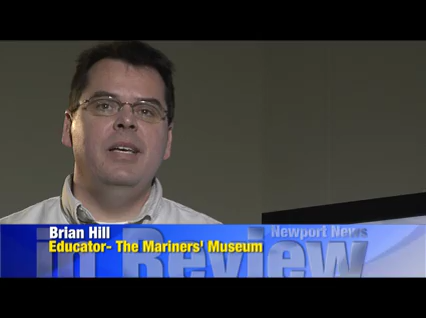 Newport News
in Review
Brian Hill
Educator- The Mariners' Museum